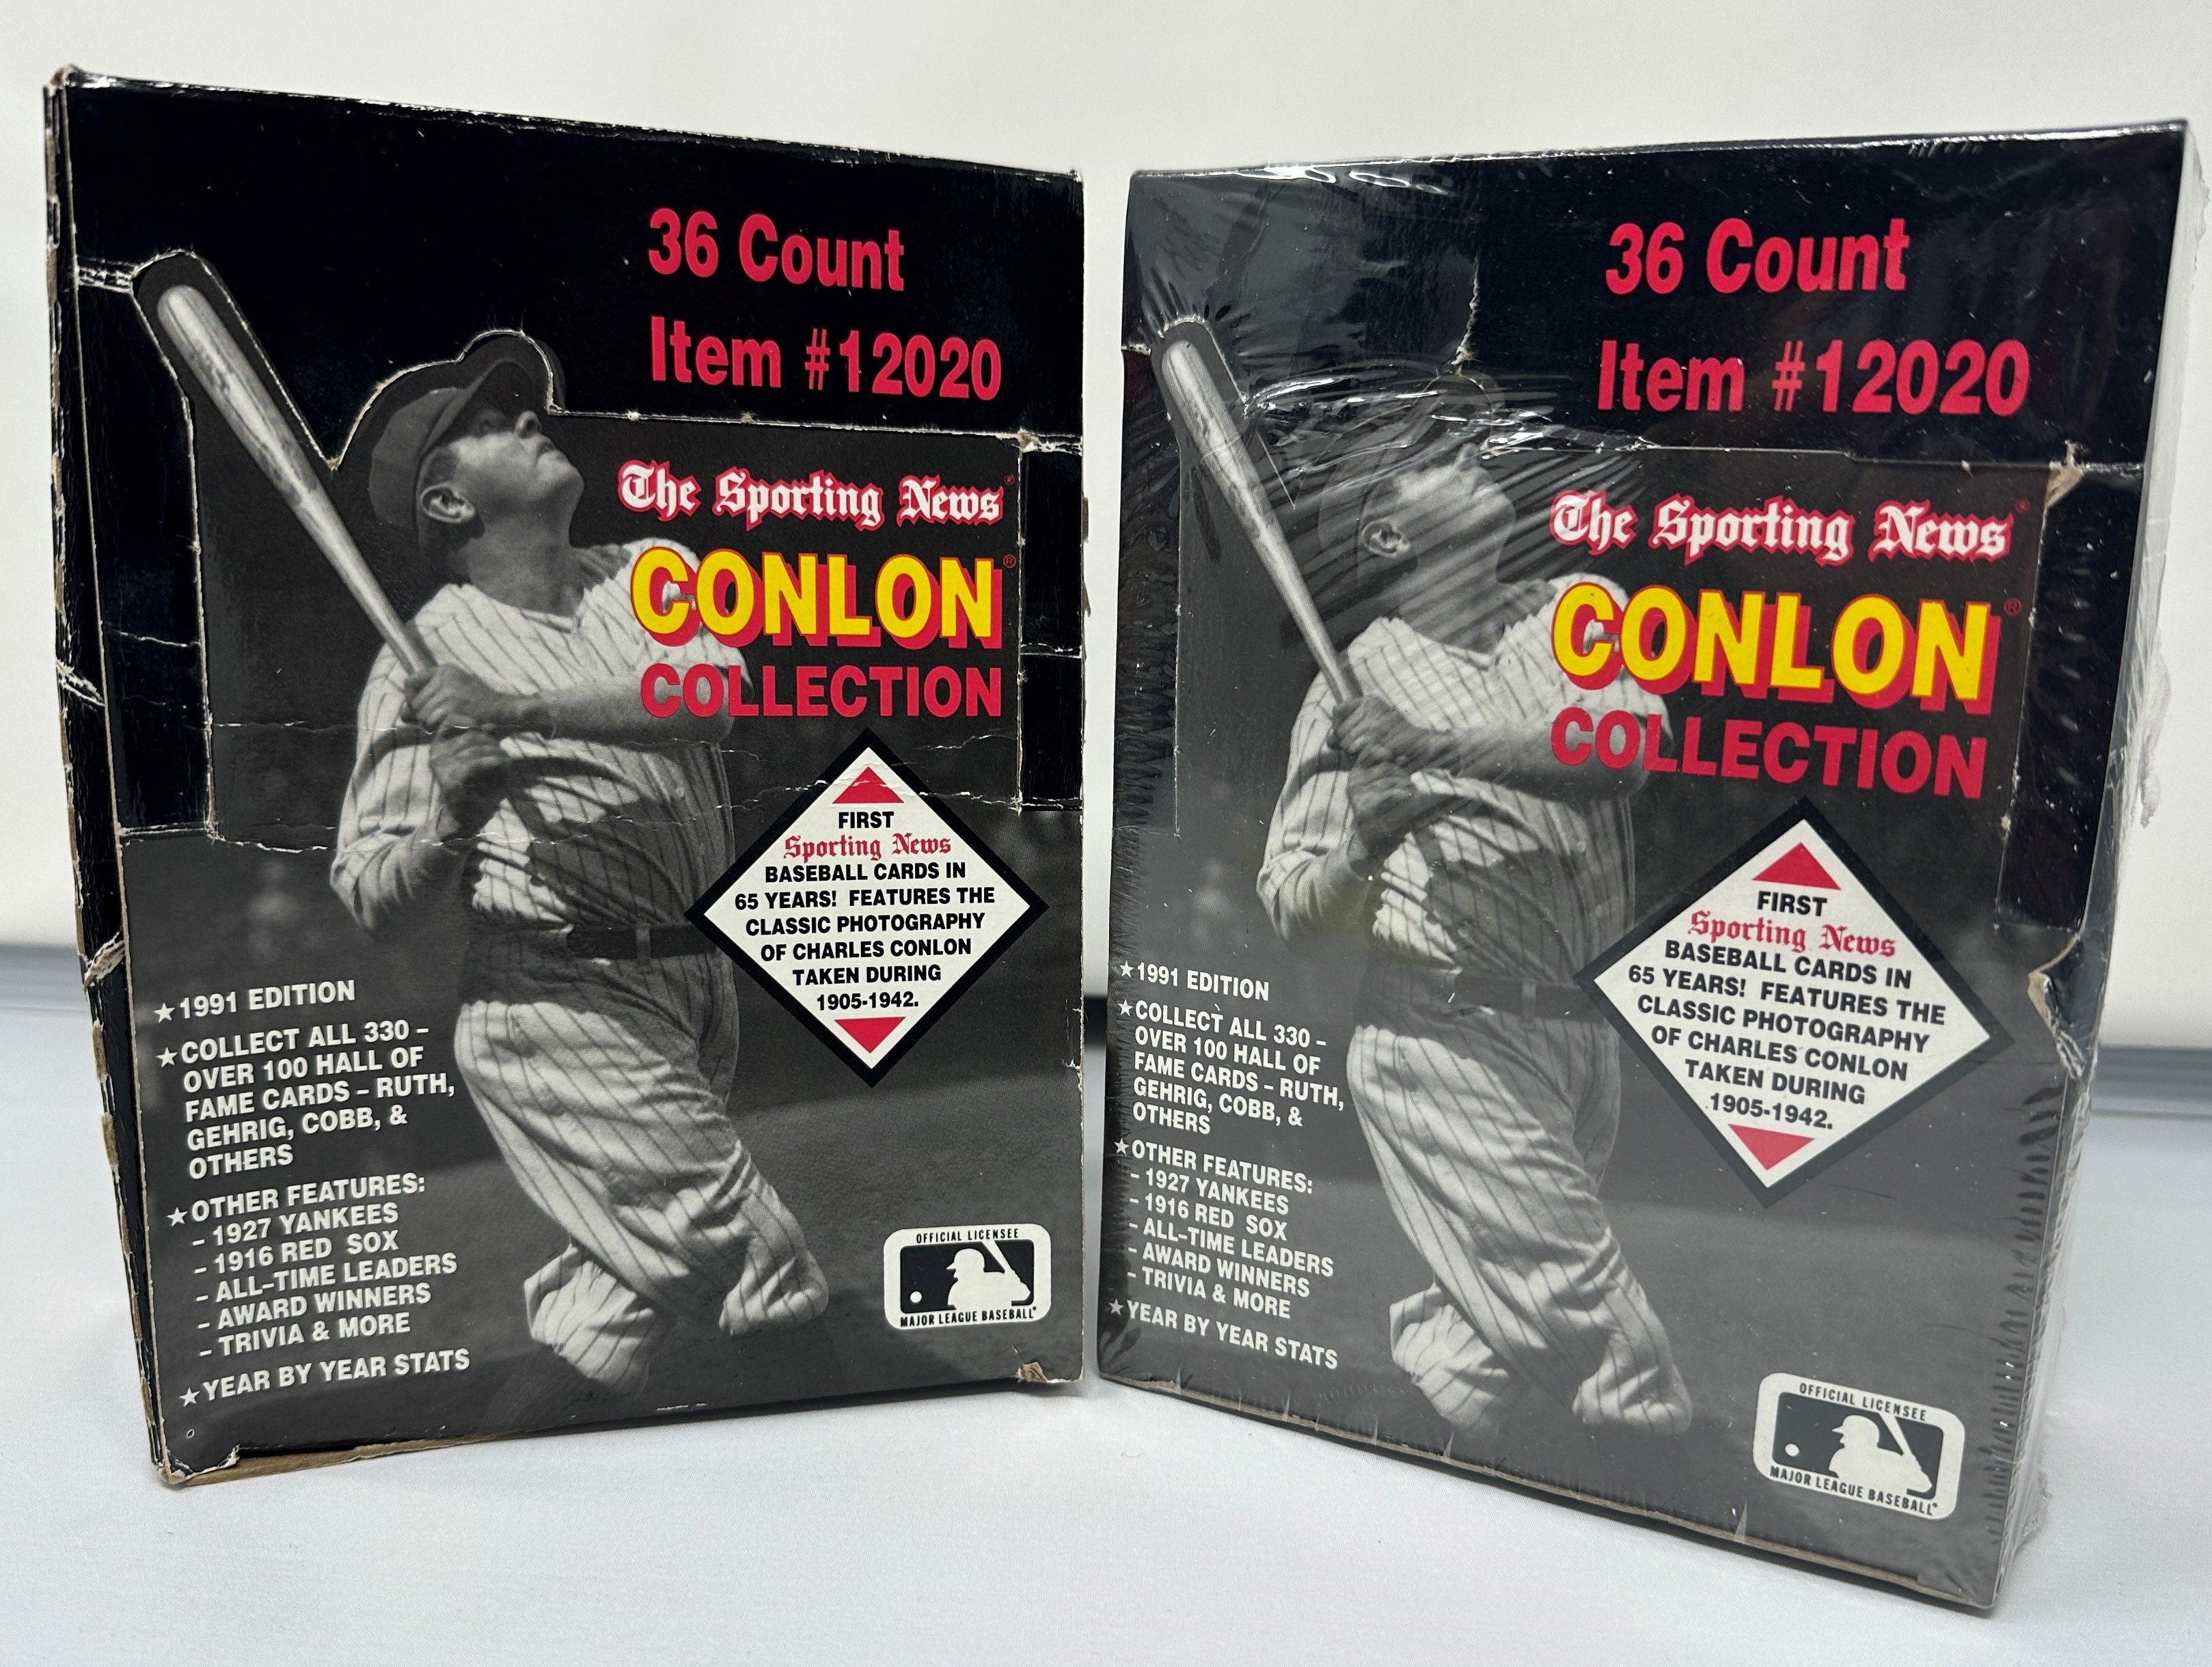 36 Count
Item #12020
The Sporting News®
CONLON®
COLLECTION
FIRST
Sporting News
BASEBALL CARDS IN
65 YEARS! FEATURES THE
CLASSIC PHOTOGRAPHY
OF CHARLES CONLON
TAKEN DURING
1905-1942.
★1991 EDITION
★COLLECT ALL 330 –
OVER 100 HALL OF
FAME CARDS – RUTH,
GEHRIG, COBB, &
OTHERS
★OTHER FEATURES:
– 1927 YANKEES
– 1916 RED SOX
– ALL–TIME LEADERS
– AWARD WINNERS
– TRIVIA & MORE
★YEAR BY YEAR STATS
OFFICIAL LICENSEE
MAJOR LEAGUE BASEBALL™
36 Count
Item #12020
The Sporting News®
CONLON®
COLLECTION
FIRST
Sporting News
BASEBALL CARDS IN
65 YEARS! FEATURES THE
CLASSIC PHOTOGRAPHY
OF CHARLES CONLON
TAKEN DURING
1905-1942.
★1991 EDITION
★COLLECT ALL 330 –
OVER 100 HALL OF
FAME CARDS – RUTH,
GEHRIG, COBB, &
OTHERS
★OTHER FEATURES:
– 1927 YANKEES
– 1916 RED SOX
– ALL–TIME LEADERS
– AWARD WINNERS
– TRIVIA & MORE
★YEAR BY YEAR STATS
OFFICIAL LICENSEE
MAJOR LEAGUE BASEBALL™